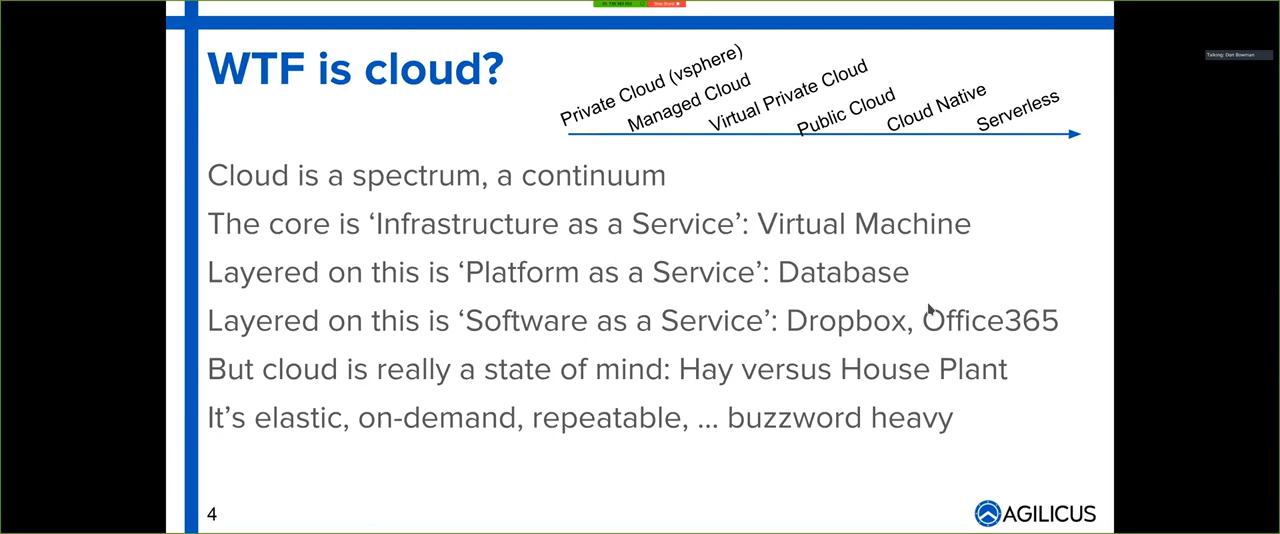 Talking: Don Bowman
WTF is cloud?
Private Cloud (vsphere)
Managed Cloud
Virtual Private Cloud
Public Cloud
Cloud Native
Serverless
Cloud is a spectrum, a continuum
The core is ‘Infrastructure as a Service’: Virtual Machine
Layered on this is ‘Platform as a Service’: Database
Layered on this is ‘Software as a Service’: Dropbox, Office365
But cloud is really a state of mind: Hay versus House Plant
It’s elastic, on-demand, repeatable, ... buzzword heavy
4
AGILICUS